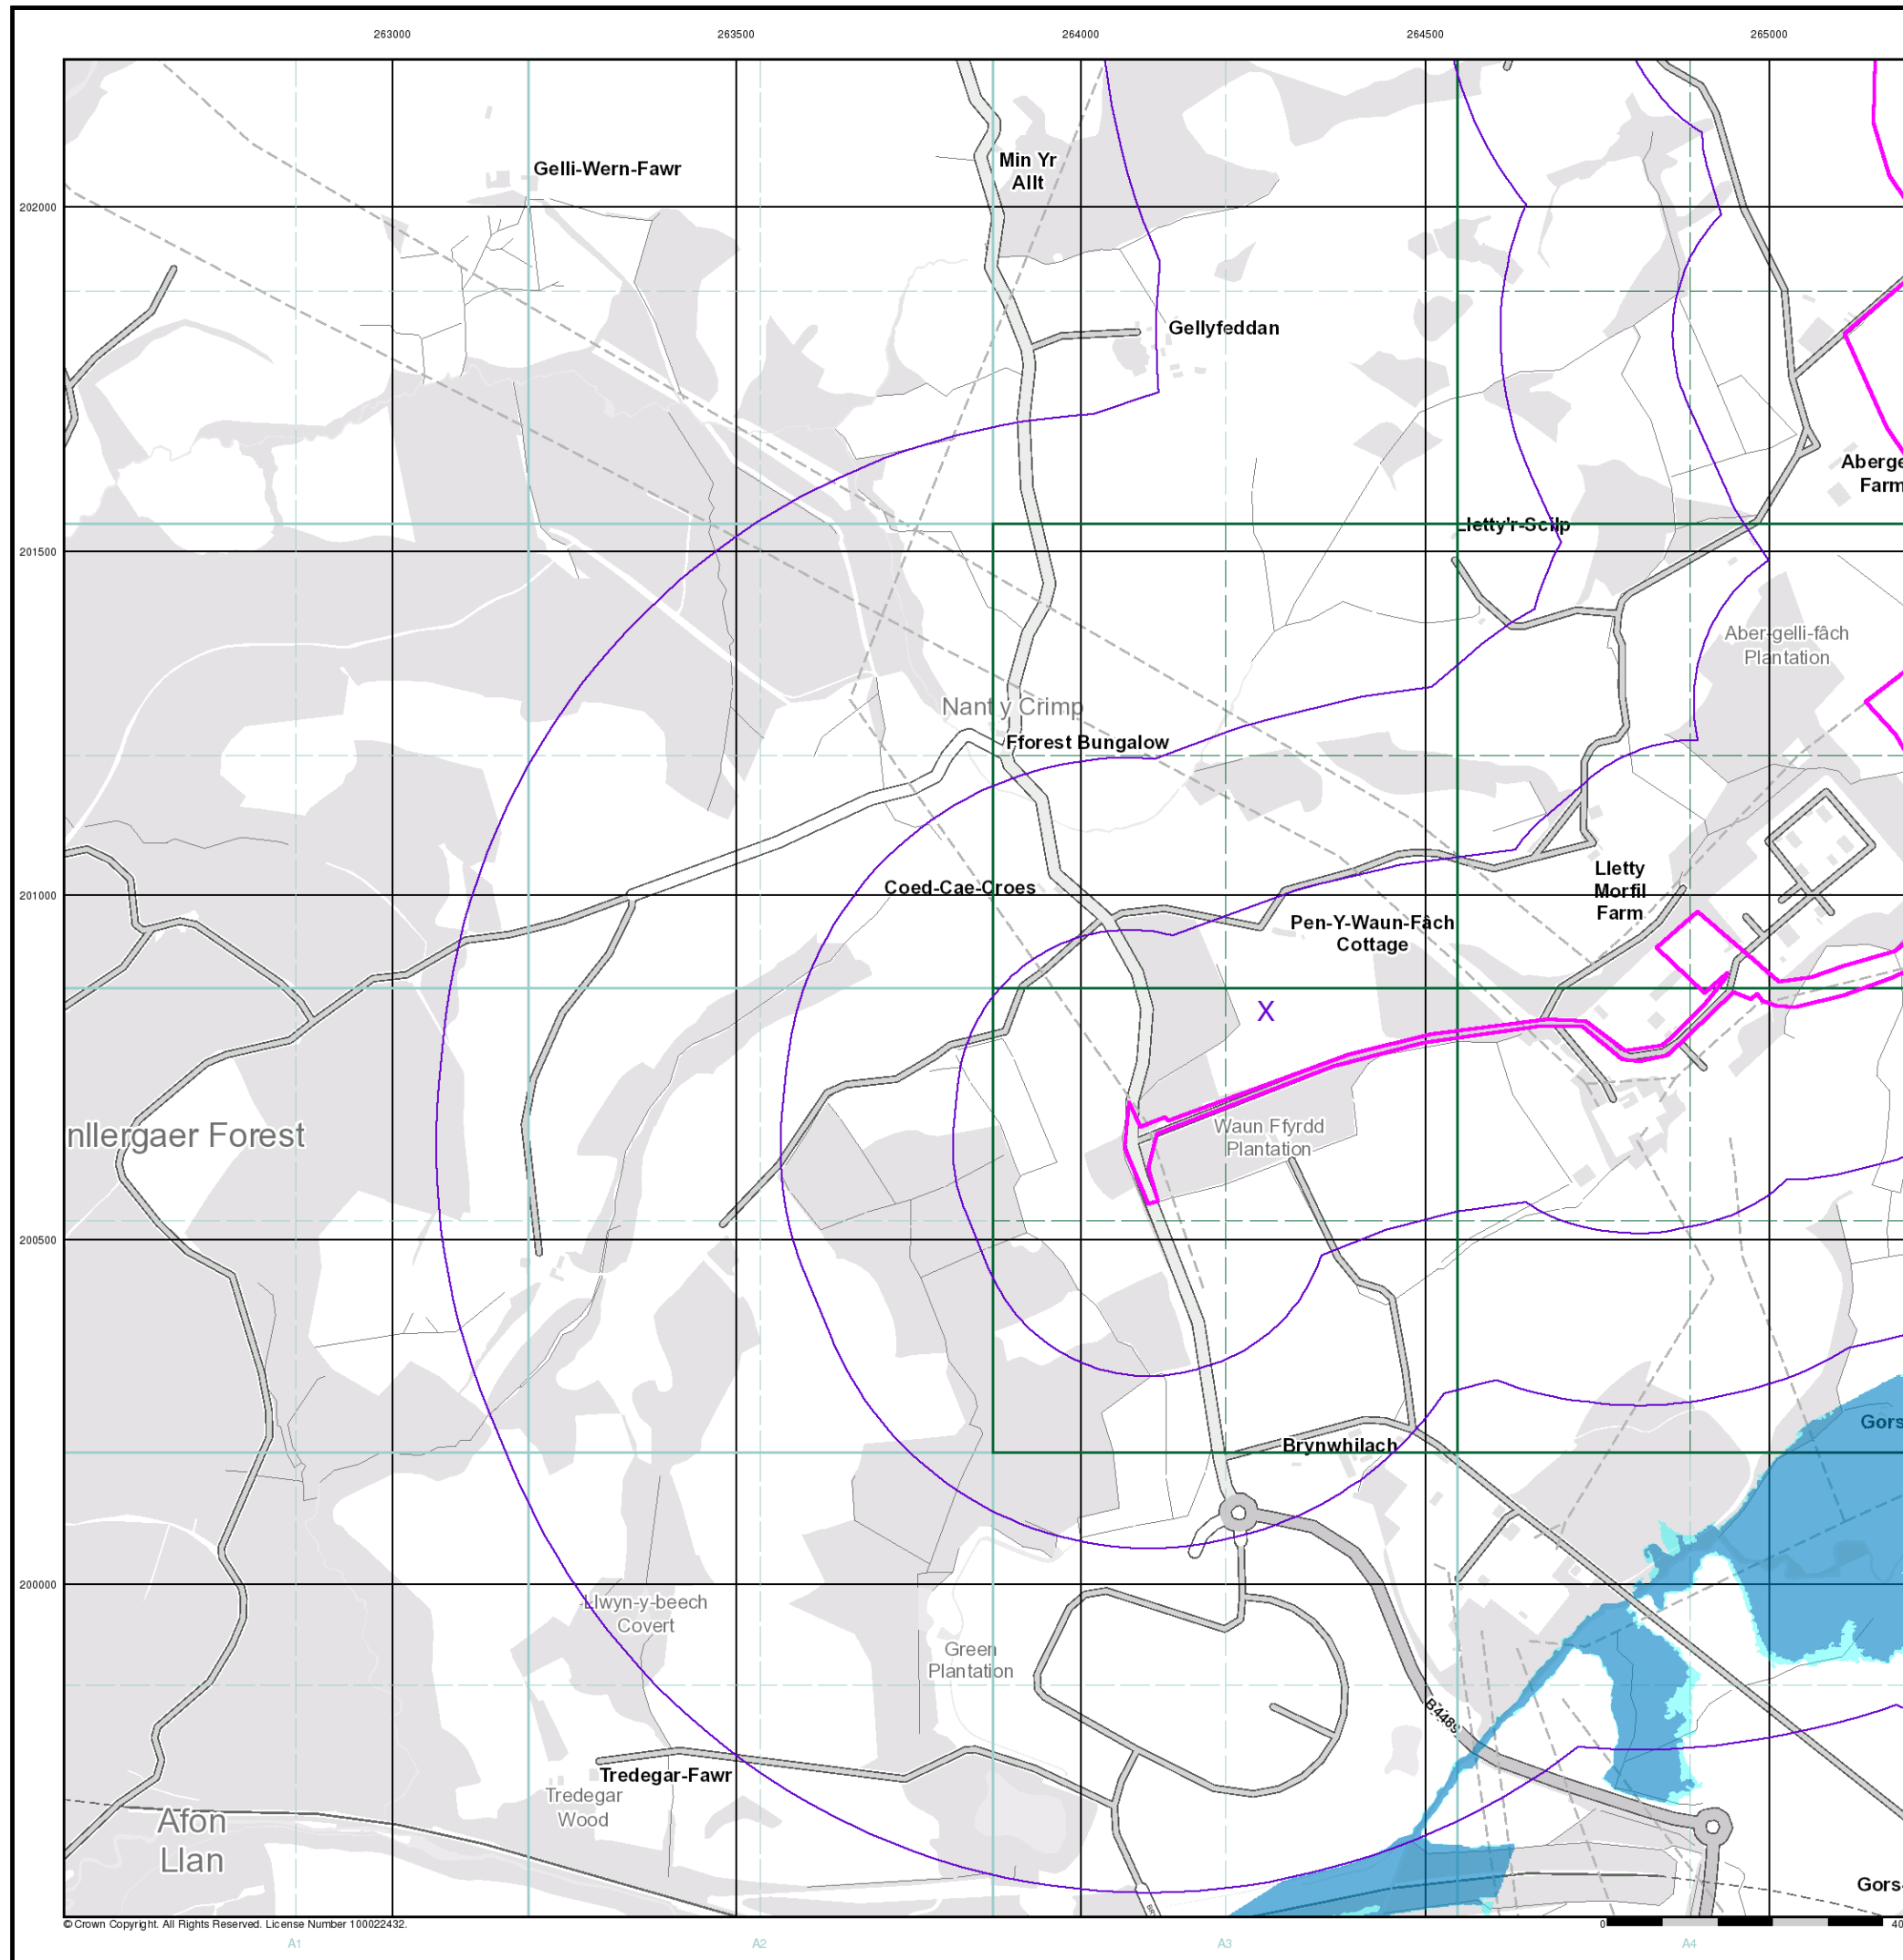 263000
263500
264000
264500
265000
202000
201500
201000
200500
200000
Gelli-Wern-Fawr
Min Yr
Allt
Gellyfeddan
Aberge
Farm
Lletty'r-Scilp
Aber-gelli-fâch
Plantation
Nant y Crimp
Fforest Bungalow
Coed-Cae-Croes
Lletty
Morfil
Farm
Pen-Y-Waun-Fâch
Cottage
X
nllergaer Forest
Waun Ffyrdd
Plantation
Gors
Brynwhilach
Llwyn-y-beech
Covert
Green
Plantation
B4489
Tredegar-Fawr
Tredegar
Wood
Afon
Llan
Gors-
© Crown Copyright. All Rights Reserved. License Number 100022432.
0
40
A1
A2
A3
A4